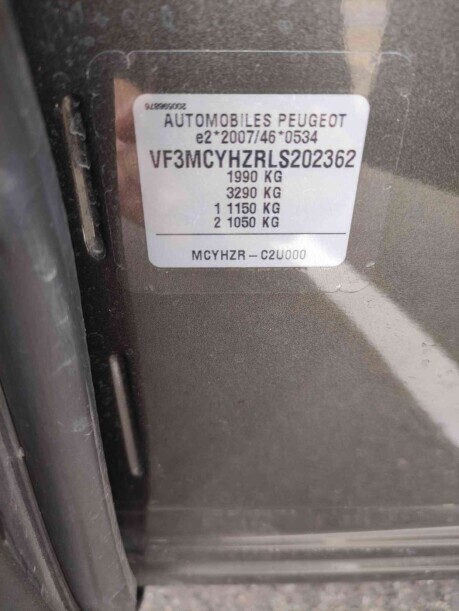 200596876
AUTOMOBILES PEUGEOT
e2*2007/46*0534
VF3MCYHZRLS202362
1990 KG
3290 KG
1 1150 KG
2 1050 KG
MCYHZR-C2U000